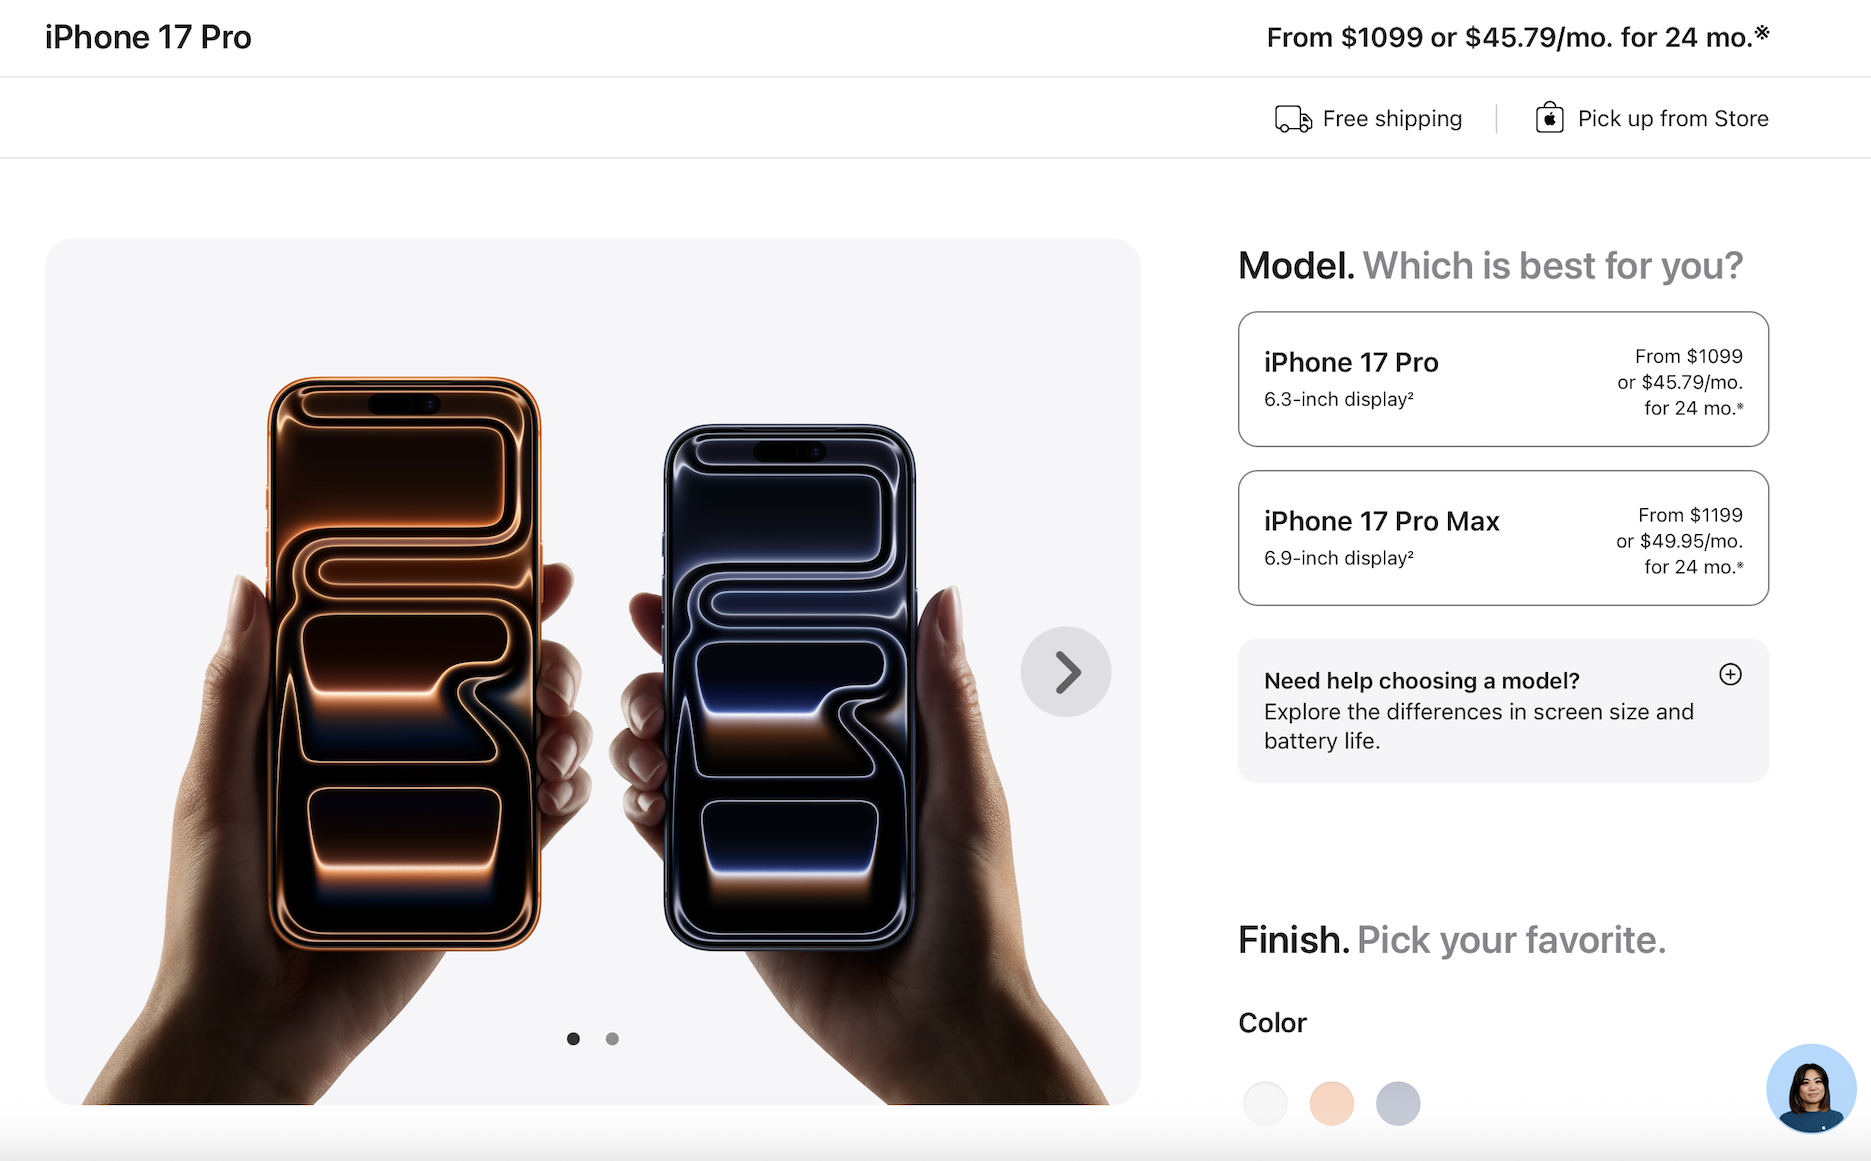 iPhone 17 Pro
From $1099 or $45.79/mo. for 24 mo.※
Free shipping
Pick up from Store
Model. Which is best for you?
iPhone 17 Pro
6.3-inch display²
From $1099
or $45.79/mo.
for 24 mo.※
iPhone 17 Pro Max
6.9-inch display²
From $1199
or $49.95/mo.
for 24 mo.※
Need help choosing a model?
Explore the differences in screen size and
battery life.
Finish. Pick your favorite.
Color